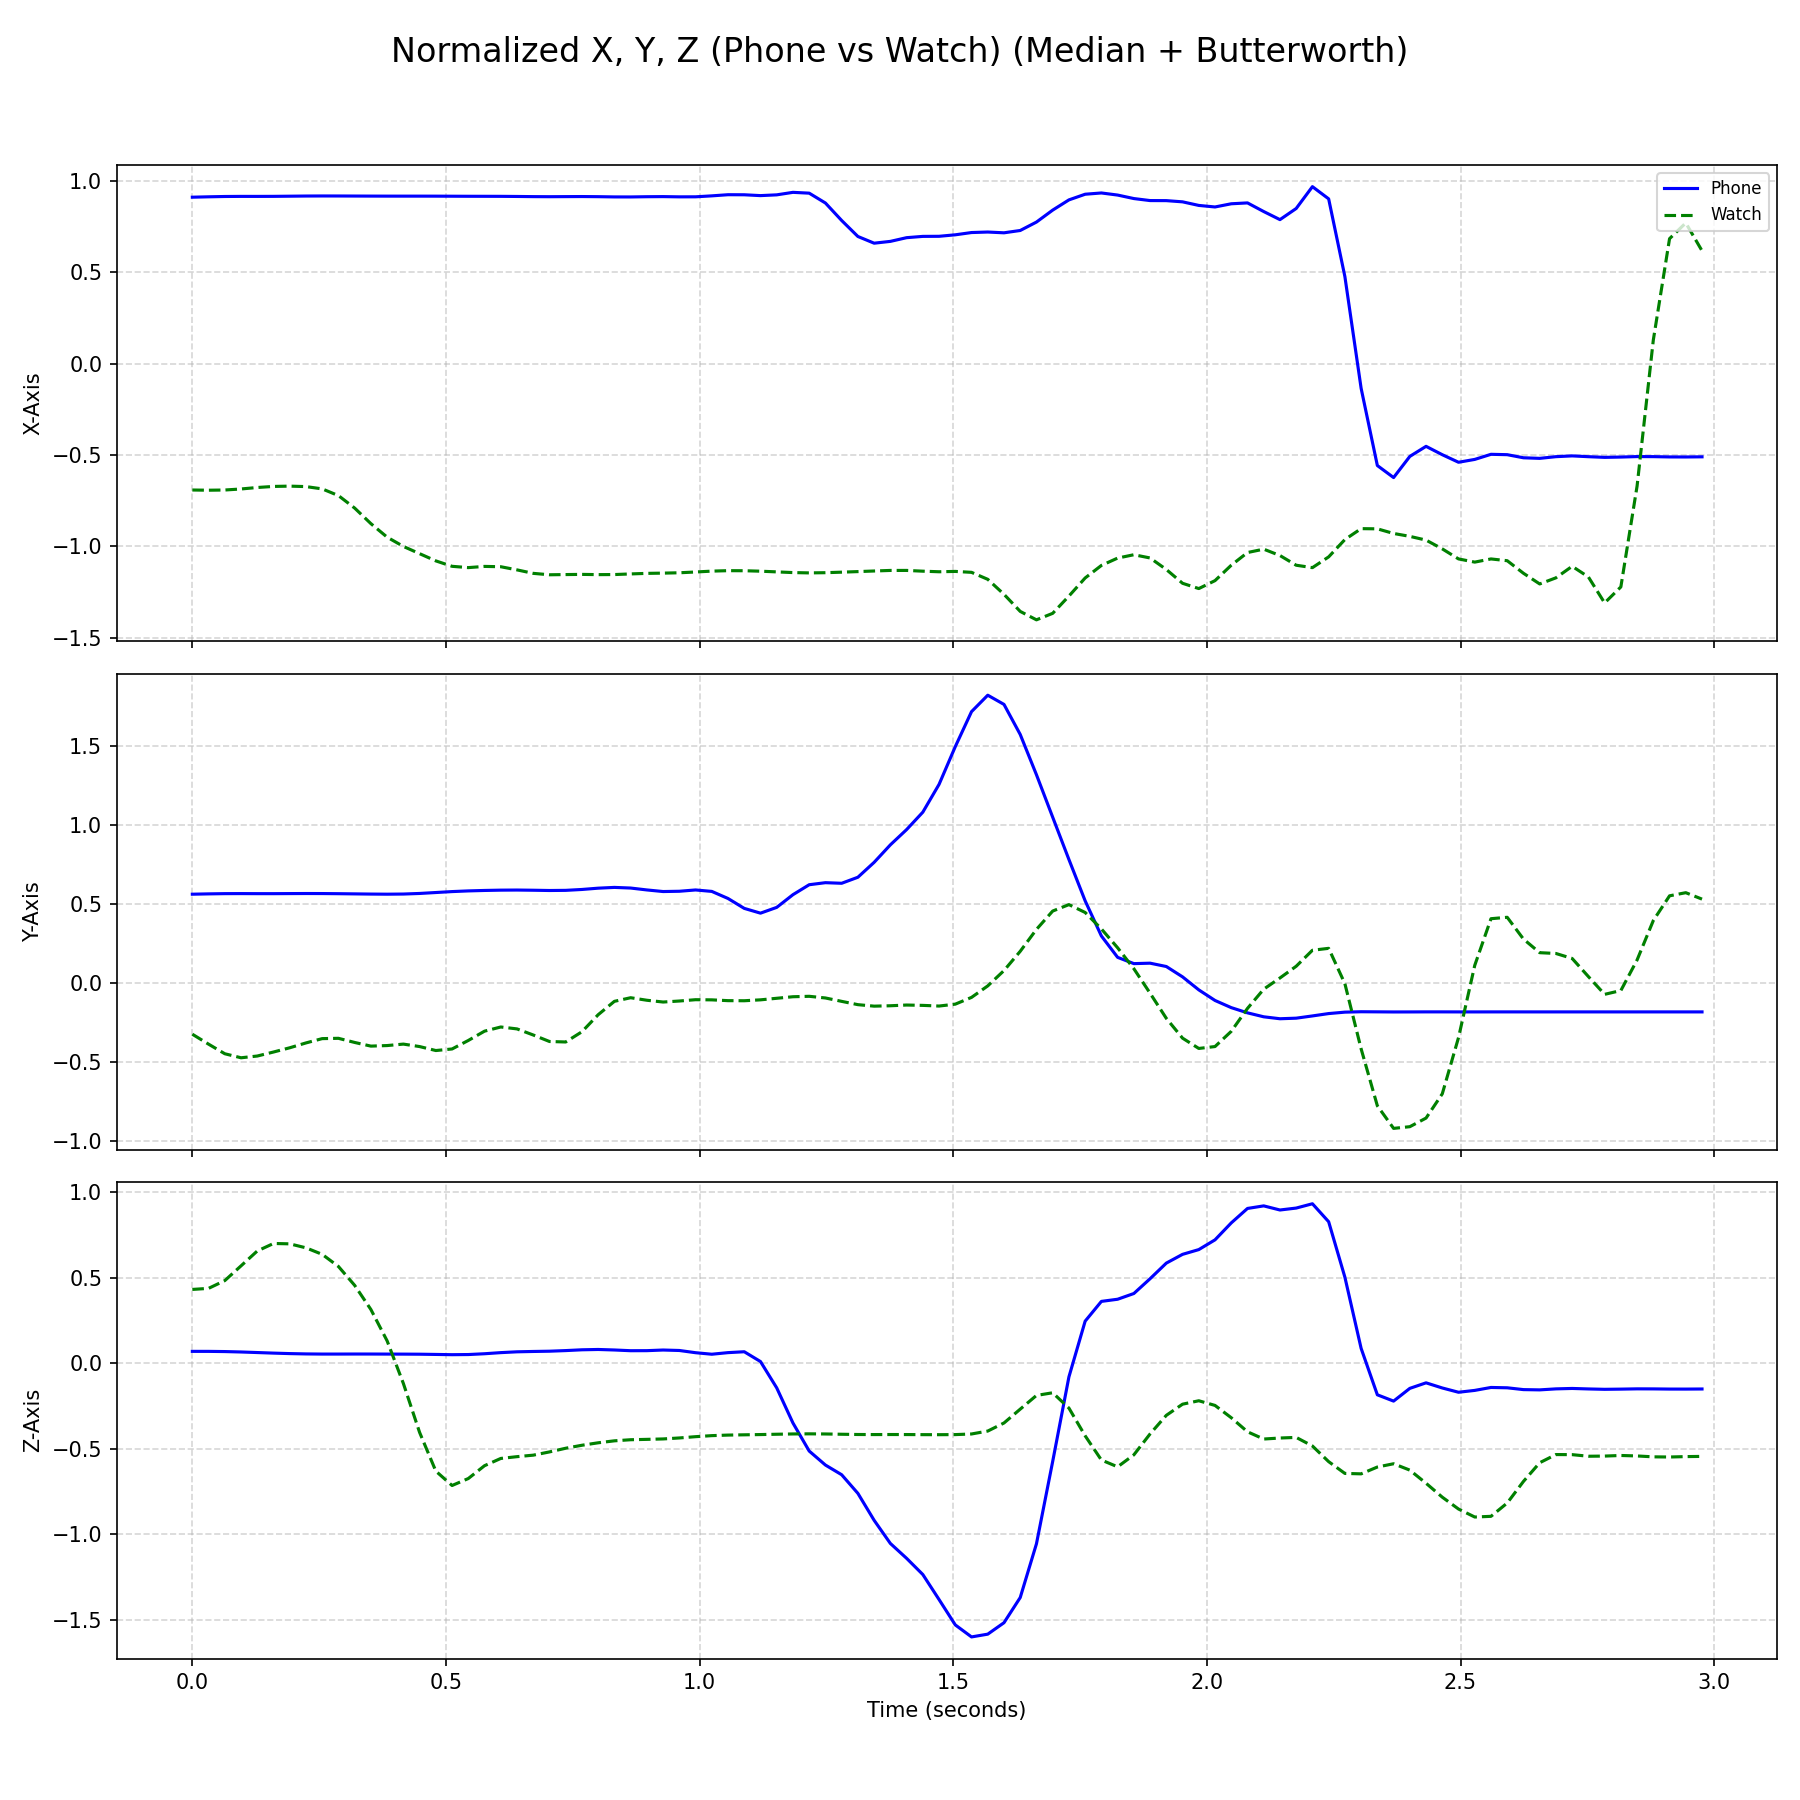 Normalized X, Y, Z (Phone vs Watch) (Median + Butterworth)
Phone
Watch
1.0
0.5
0.0
−0.5
−1.0
−1.5
X-Axis
1.5
1.0
0.5
0.0
−0.5
−1.0
Y-Axis
1.0
0.5
0.0
−0.5
−1.0
−1.5
Z-Axis
0.0 0.5 1.0 1.5 2.0 2.5 3.0
Time (seconds)